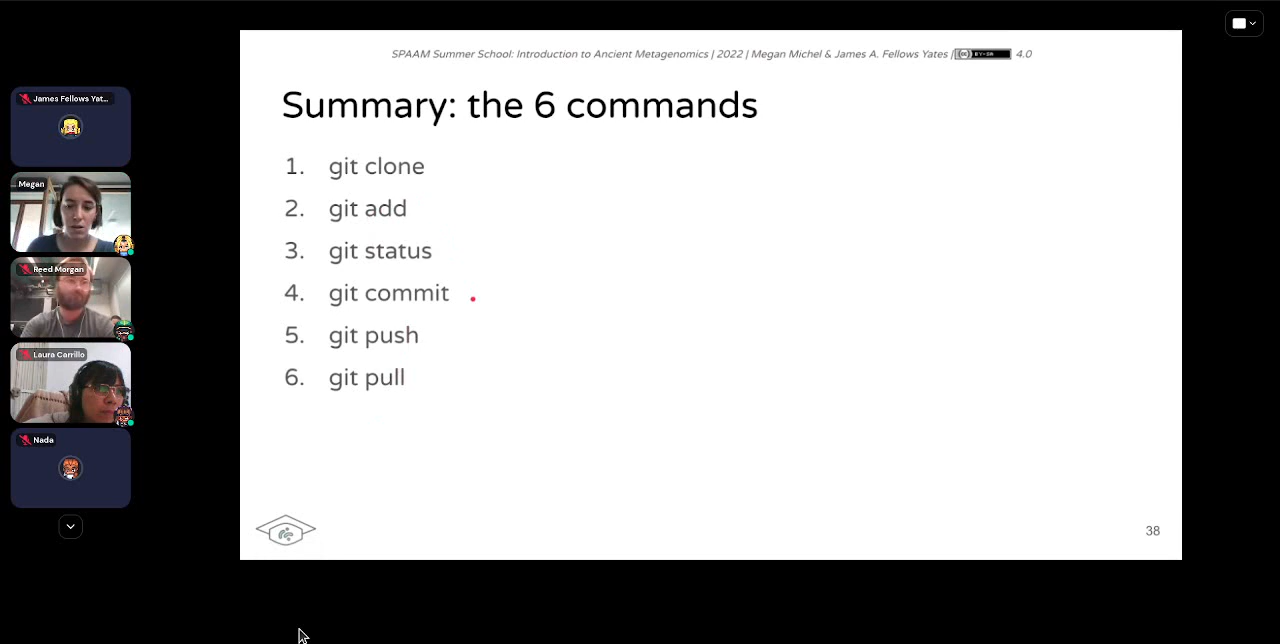 SPAAM Summer School: Introduction to Ancient Metagenomics | 2022 | Megan Michel & James A. Fellows Yates | BY-SA 4.0
James Fellows Yat...
Summary: the 6 commands
1. git clone
Megan
2. git add
3. git status
Reed Morgan
4. git commit
5. git push
Laura Carrillo
6. git pull
Nada
38